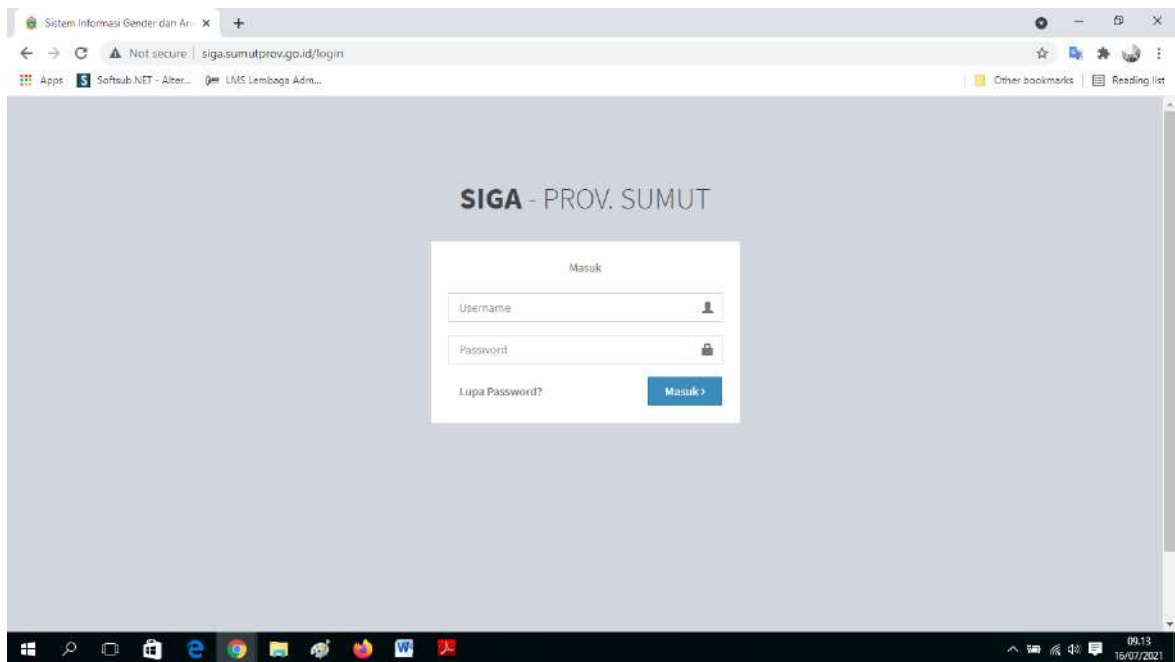 Sistem Informasi Gender dan An
Not secure | siga.sumutprov.go.id/login
Apps Softsub.NET - Alter... LMS Lembaga Adm... Other bookmarks Reading list
SIGA - PROV. SUMUT
Masuk
Username
Password
Lupa Password? Masuk
09.13
16/07/2021